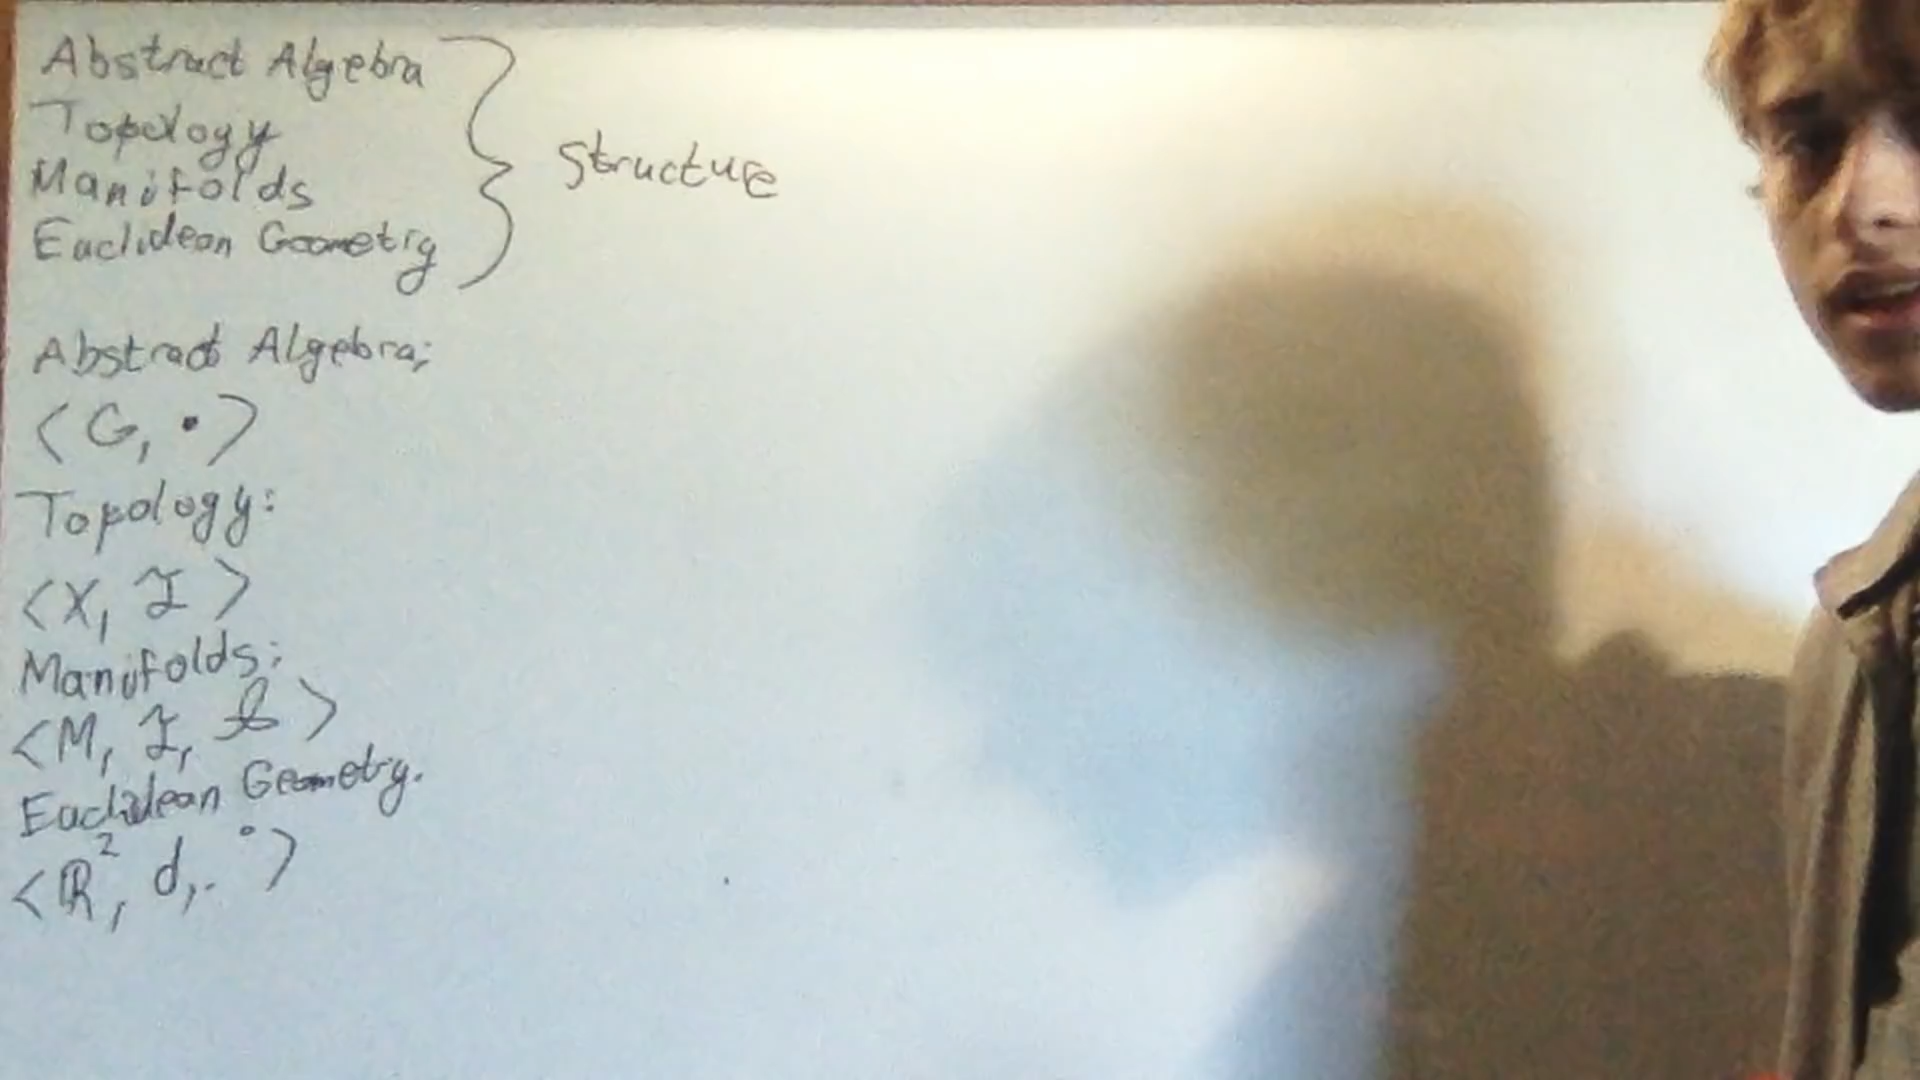 Abstract Algebra
Topology
Manifolds
Euclidean Geometry
Structure
Abstract Algebra;
⟨G, •⟩
Topology:
⟨X, 𝒯⟩
Manifolds:
⟨M, 𝒯, 𝒜⟩
Euclidean Geometry.
⟨ℝ², d, ·⟩